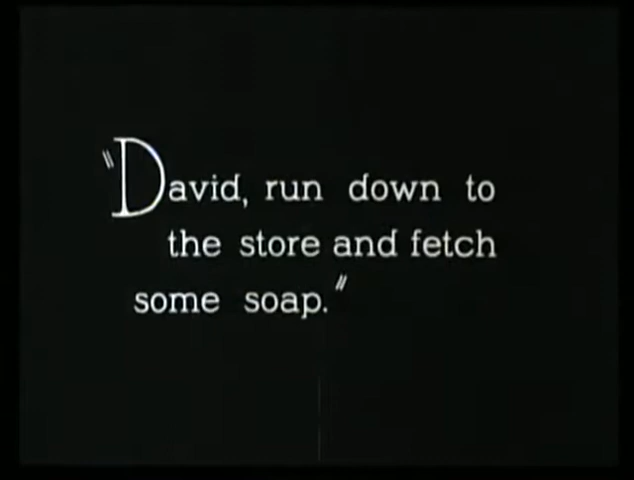 "David, run down to
the store and fetch
some soap."